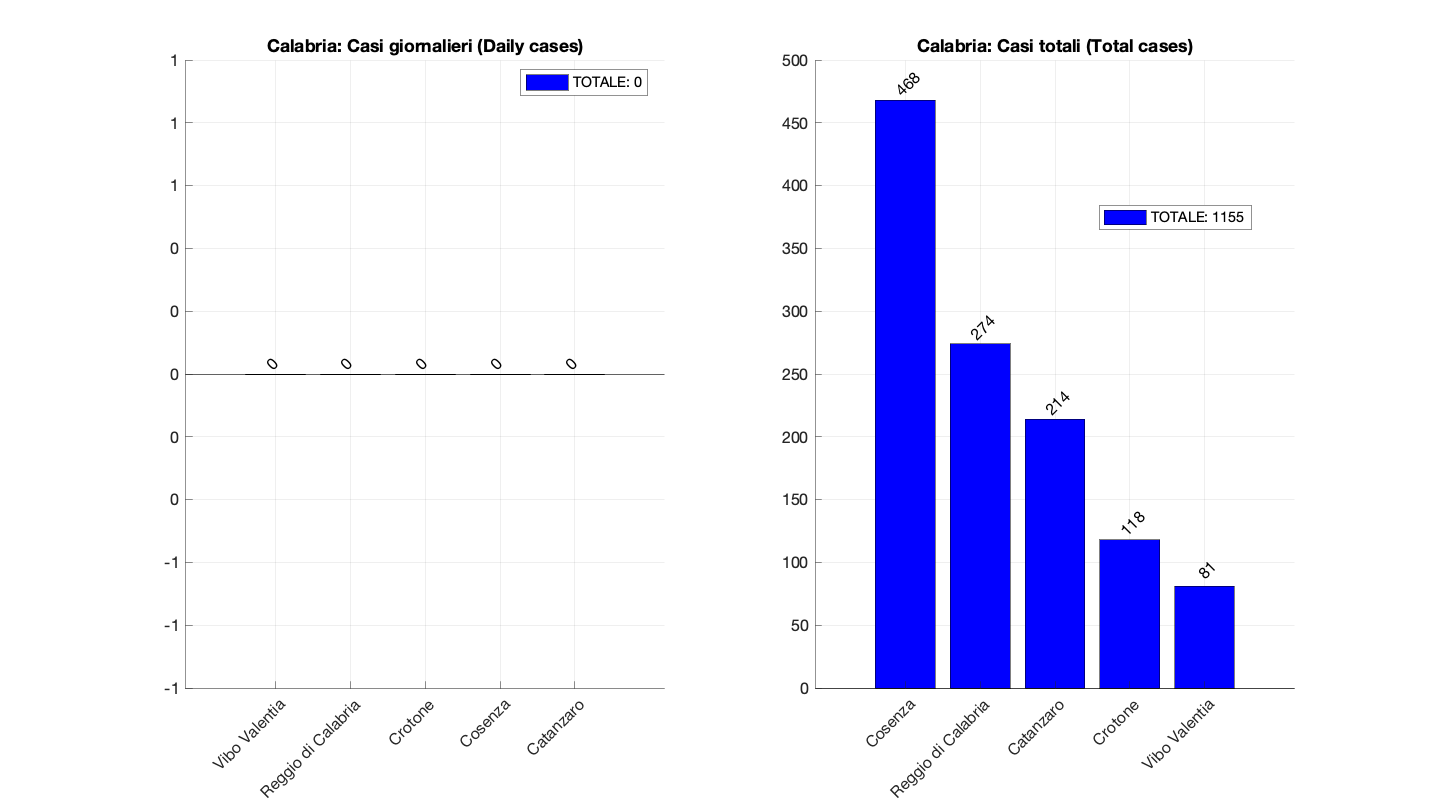 Calabria: Casi giornalieri (Daily cases)
TOTALE: 0
1
1
1
0
0
0
0
0
-1
-1
-1
0
0
0
0
0
Vibo Valentia
Reggio di Calabria
Crotone
Cosenza
Catanzaro
Calabria: Casi totali (Total cases)
TOTALE: 1155
500
450
400
350
300
250
200
150
100
50
0
468
274
214
118
81
Cosenza
Reggio di Calabria
Catanzaro
Crotone
Vibo Valentia